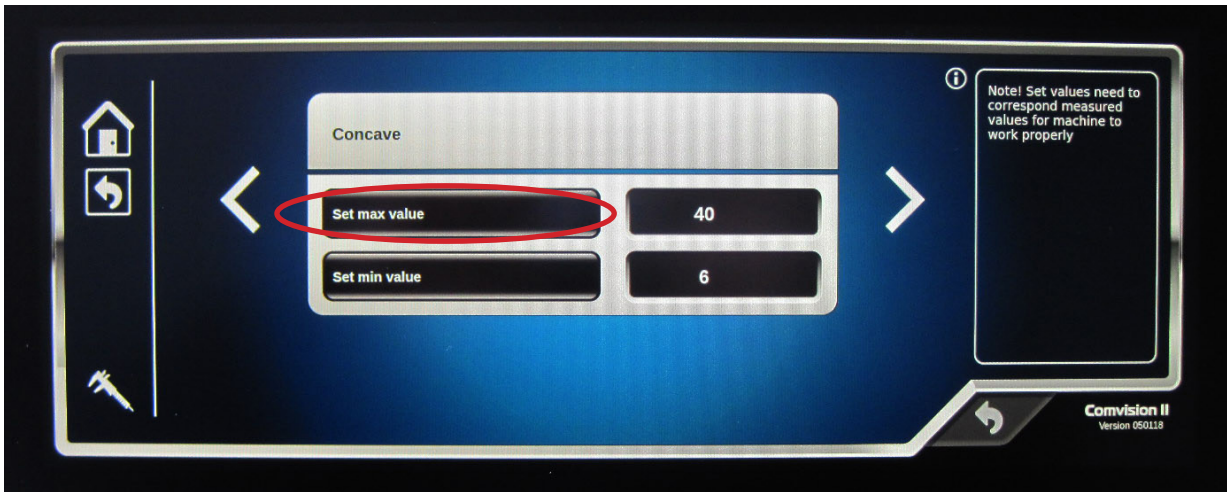 Concave
Set max value
40
Set min value
6
Note! Set values need to
correspond measured
values for machine to
work properly
Comvision II
Version 050118